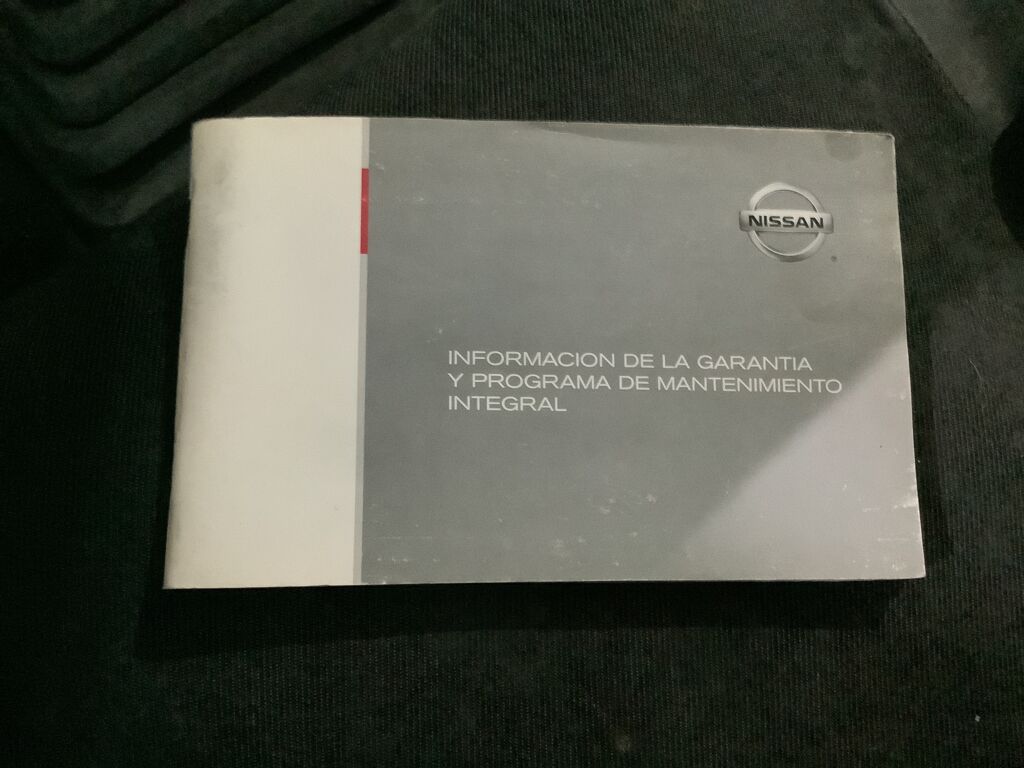 NISSAN
INFORMACION DE LA GARANTIA
Y PROGRAMA DE MANTENIMIENTO
INTEGRAL